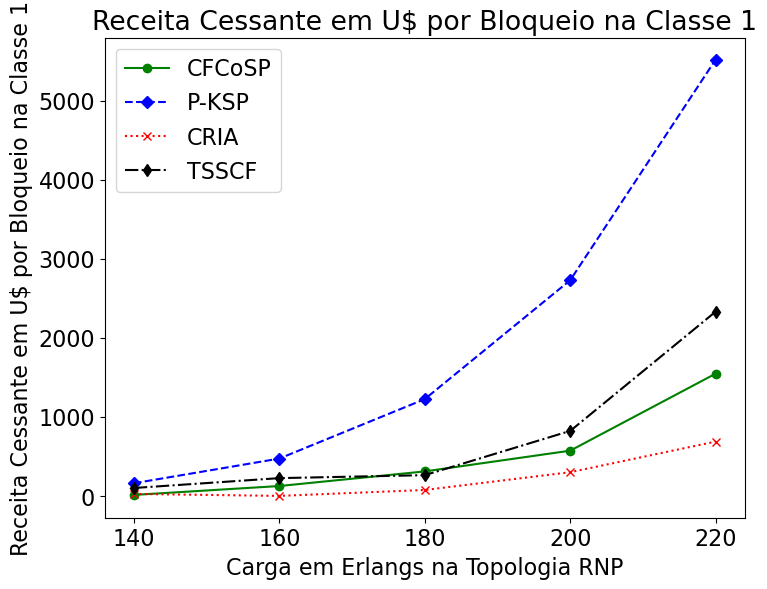 Receita Cessante em U$ por Bloqueio na Classe 1
Receita Cessante em U$ por Bloqueio na Classe 1
CFCoSP
P-KSP
CRIA
TSSCF
5000
4000
3000
2000
1000
0
140 160 180 200 220
Carga em Erlangs na Topologia RNP